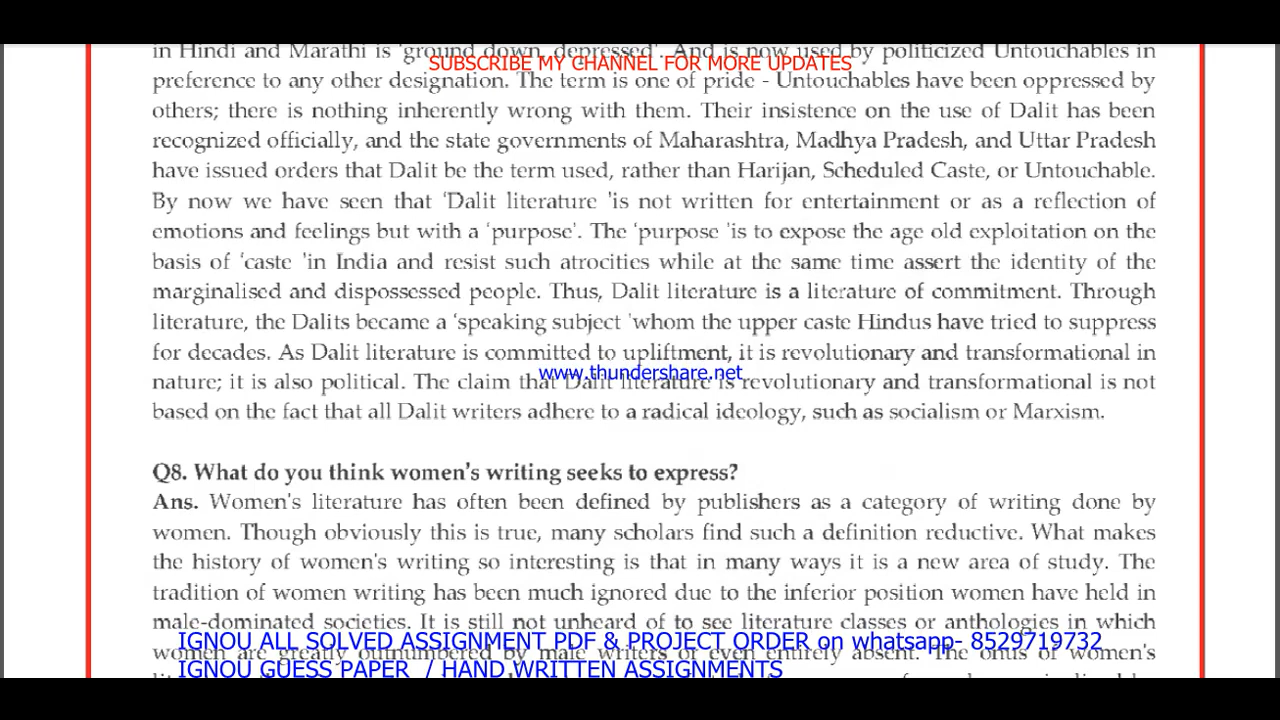 in Hindi and Marathi is 'ground down, depressed'. And is now used by politicized Untouchables in
SUBSCRIBE MY CHANNEL FOR MORE UPDATES
preference to any other designation. The term is one of pride - Untouchables have been oppressed by
others; there is nothing inherently wrong with them. Their insistence on the use of Dalit has been
recognized officially, and the state governments of Maharashtra, Madhya Pradesh, and Uttar Pradesh
have issued orders that Dalit be the term used, rather than Harijan, Scheduled Caste, or Untouchable.
By now we have seen that 'Dalit literature 'is not written for entertainment or as a reflection of
emotions and feelings but with a 'purpose'. The 'purpose 'is to expose the age old exploitation on the
basis of 'caste 'in India and resist such atrocities while at the same time assert the identity of the
marginalised and dispossessed people. Thus, Dalit literature is a literature of commitment. Through
literature, the Dalits became a 'speaking subject 'whom the upper caste Hindus have tried to suppress
for decades. As Dalit literature is committed to upliftment, it is revolutionary and transformational in
www.thundershare.net
nature; it is also political. The claim that Dalit literature is revolutionary and transformational is not
based on the fact that all Dalit writers adhere to a radical ideology, such as socialism or Marxism.
Q8. What do you think women's writing seeks to express?
Ans. Women's literature has often been defined by publishers as a category of writing done by
women. Though obviously this is true, many scholars find such a definition reductive. What makes
the history of women's writing so interesting is that in many ways it is a new area of study. The
tradition of women writing has been much ignored due to the inferior position women have held in
male-dominated societies. It is still not unheard of to see literature classes or anthologies in which
IGNOU ALL SOLVED ASSIGNMENT PDF & PROJECT ORDER on whatsapp- 8529719732
women are greatly outnumbered by male writers or even entirely absent. The onus of women's
IGNOU GUESS PAPER / HAND WRITTEN ASSIGNMENTS